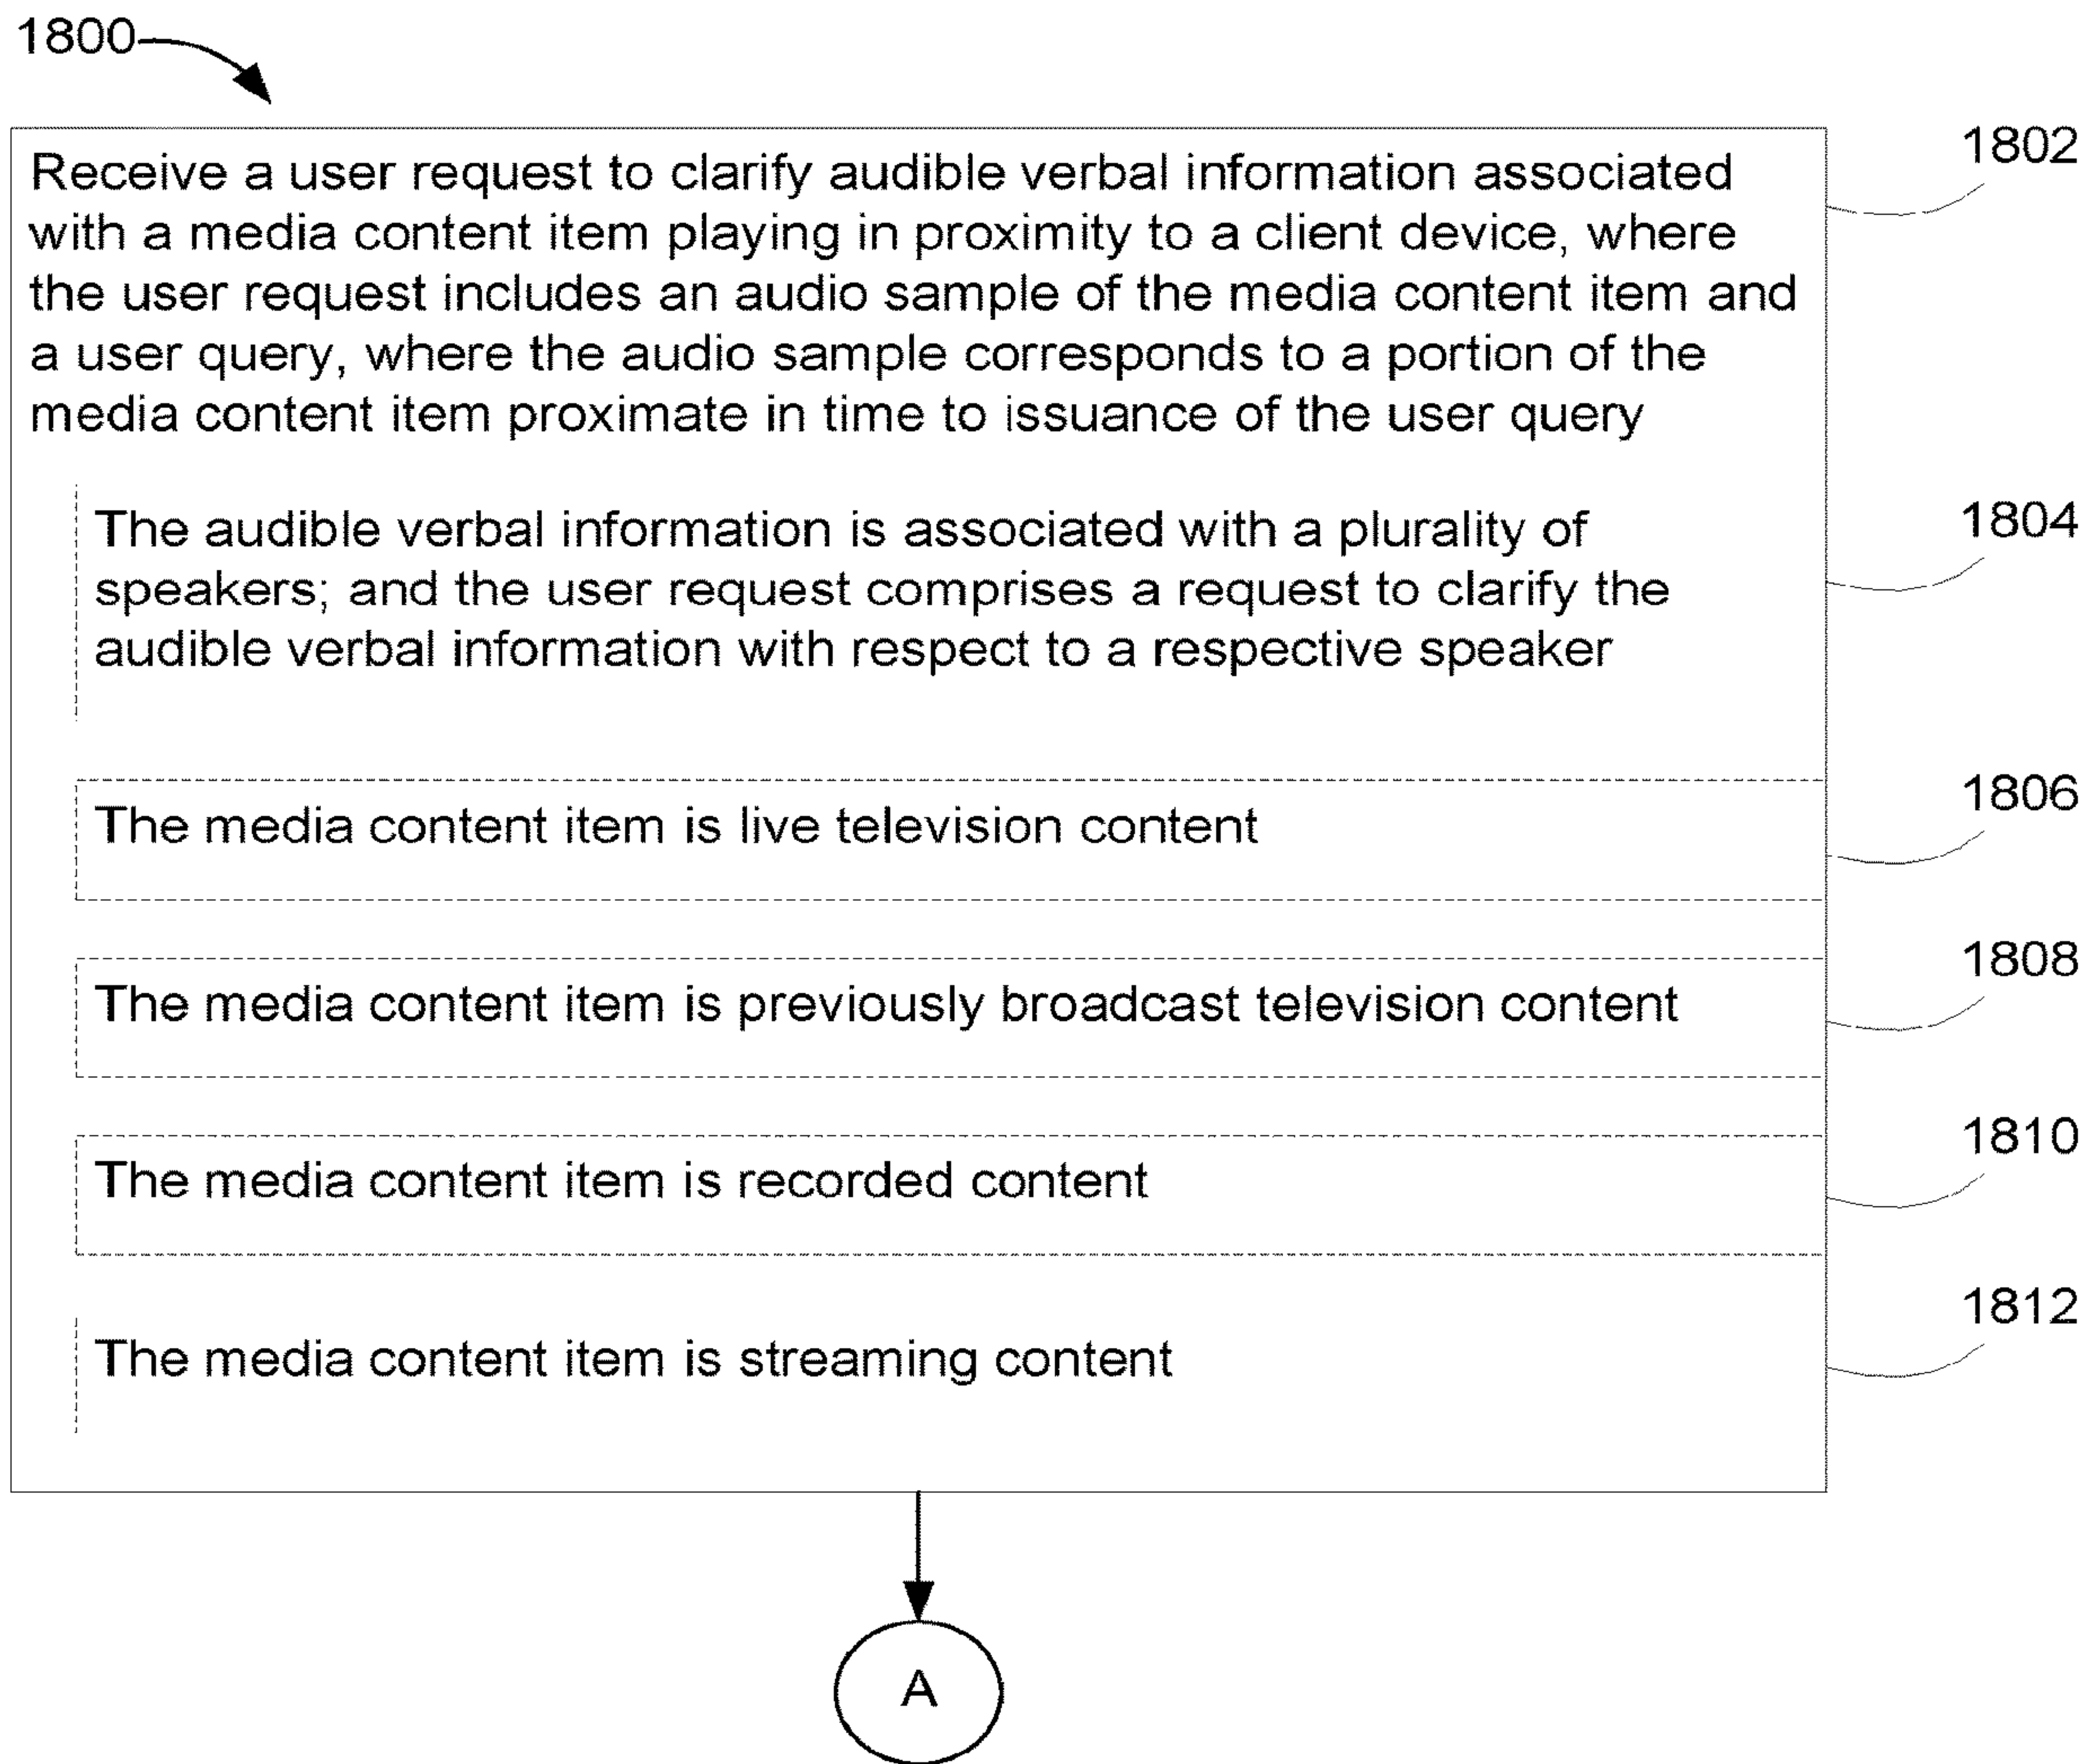 1800
1802
Receive a user request to clarify audible verbal information associated
with a media content item playing in proximity to a client device, where
the user request includes an audio sample of the media content item and
a user query, where the audio sample corresponds to a portion of the
media content item proximate in time to issuance of the user query
1804
The audible verbal information is associated with a plurality of
speakers; and the user request comprises a request to clarify the
audible verbal information with respect to a respective speaker
1806
The media content item is live television content
1808
The media content item is previously broadcast television content
1810
The media content item is recorded content
1812
The media content item is streaming content
A